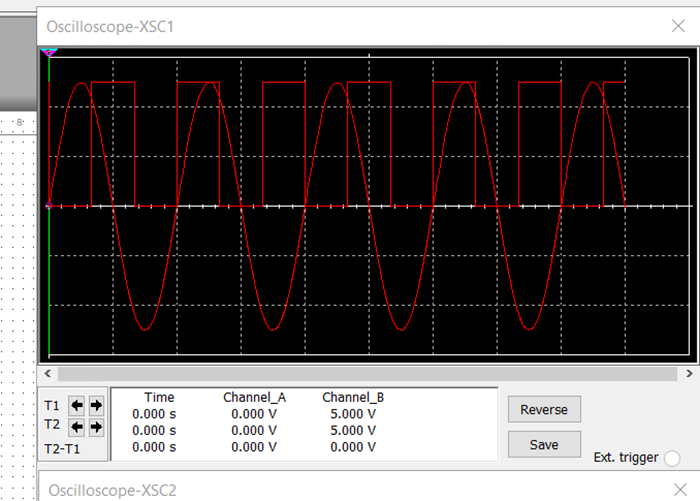 Oscilloscope-XSC1
8
T1
T2
T2-T1
Time Channel_A Channel_B
0.000 s 0.000 V 5.000 V
0.000 s 0.000 V 5.000 V
0.000 s 0.000 V 0.000 V
Reverse
Save
Ext. trigger
Oscilloscope-XSC2